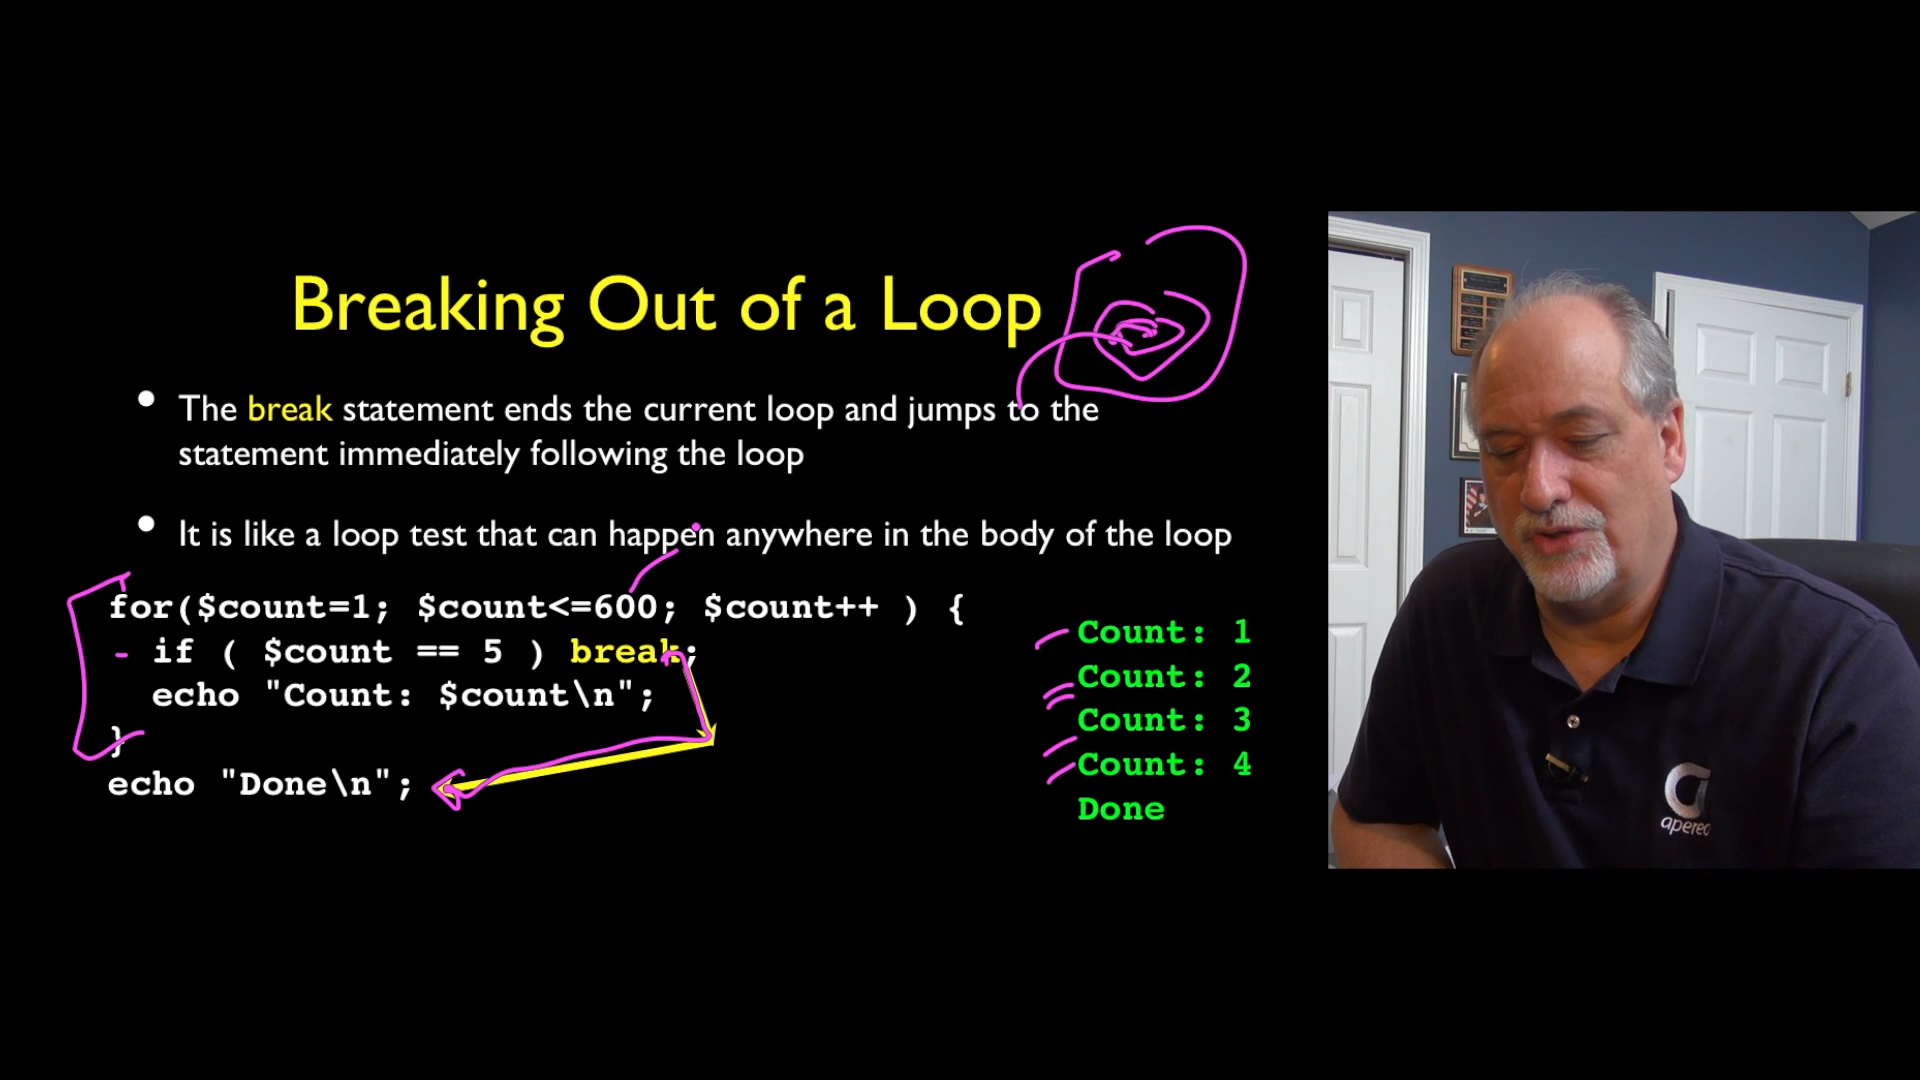 Breaking Out of a Loop
• The break statement ends the current loop and jumps to the
statement immediately following the loop
• It is like a loop test that can happen anywhere in the body of the loop
for($count=1; $count<=600; $count++ ) {
if ( $count == 5 ) break;
echo "Count: $count\n";
}
echo "Done\n";
Count: 1
Count: 2
Count: 3
Count: 4
Done
apereo